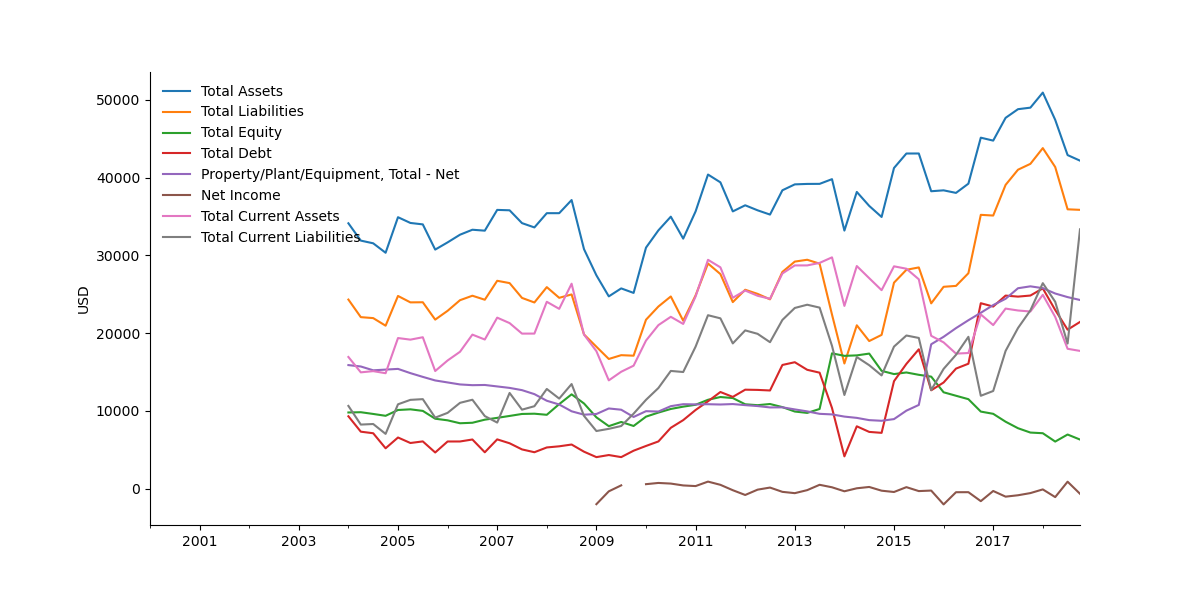 Total Assets
Total Liabilities
Total Equity
Total Debt
Property/Plant/Equipment, Total - Net
Net Income
Total Current Assets
Total Current Liabilities
USD
50000
40000
30000
20000
10000
0
2001 2003 2005 2007 2009 2011 2013 2015 2017